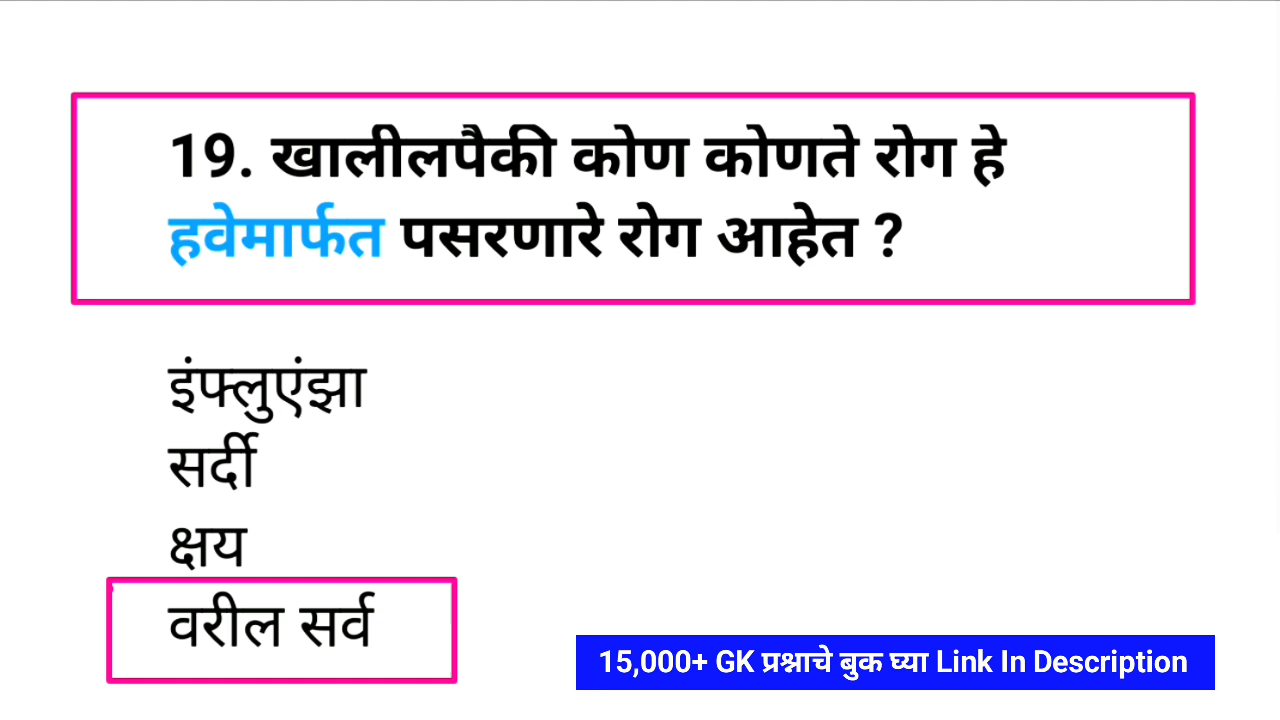 19. खालीलपैकी कोण कोणते रोग हे
हवेमार्फत पसरणारे रोग आहेत ?
इंफ्लुएंझा
सर्दी
क्षय
वरील सर्व
15,000+ GK प्रश्नाचे बुक घ्या Link In Description